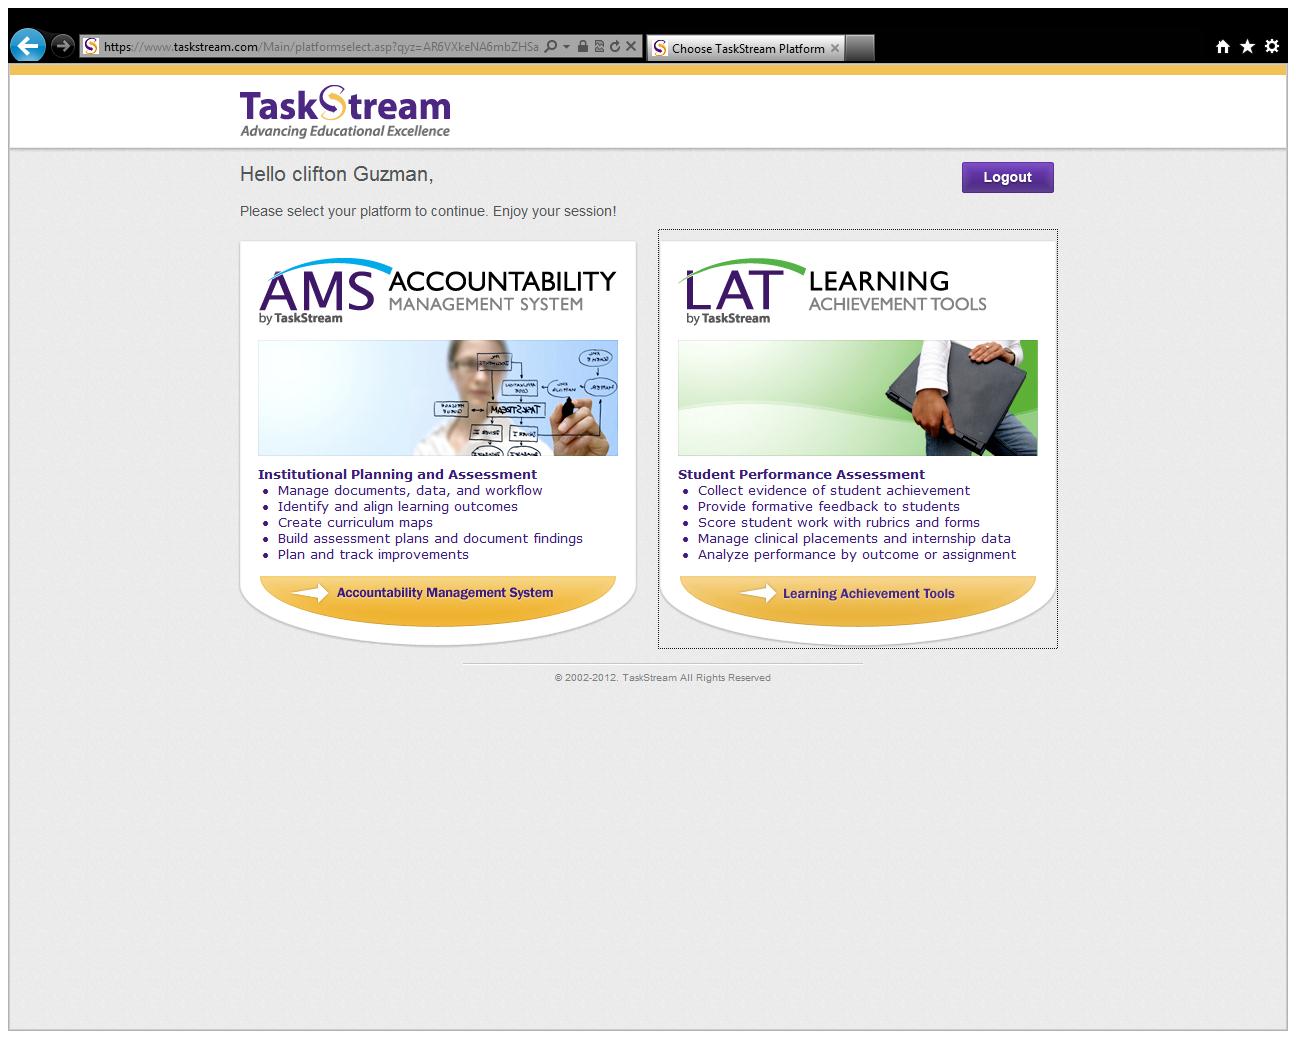 https://www.taskstream.com/Main/platformselect.asp?qyz=AR6VXkeNA6mbZHSa
Choose TaskStream Platform
TaskStream
Advancing Educational Excellence
Hello clifton Guzman,
Logout
Please select your platform to continue. Enjoy your session!
AMS ACCOUNTABILITY
MANAGEMENT SYSTEM
by TaskStream
Institutional Planning and Assessment
• Manage documents, data, and workflow
• Identify and align learning outcomes
• Create curriculum maps
• Build assessment plans and document findings
• Plan and track improvements
Accountability Management System
LAT LEARNING
ACHIEVEMENT TOOLS
by TaskStream
Student Performance Assessment
• Collect evidence of student achievement
• Provide formative feedback to students
• Score student work with rubrics and forms
• Manage clinical placements and internship data
• Analyze performance by outcome or assignment
Learning Achievement Tools
© 2002-2012. TaskStream All Rights Reserved